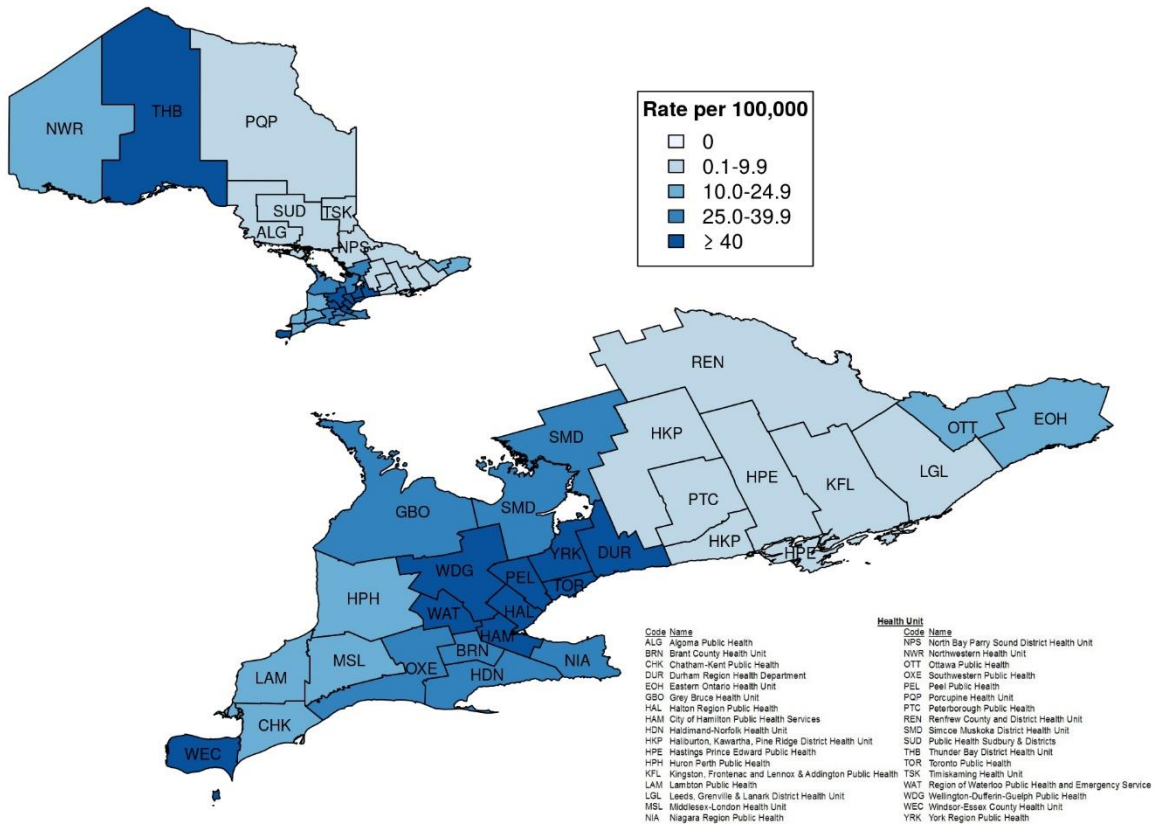 NWR
THB
PQP
SUD
TSK
ALG
NPS
Rate per 100,000
0
0.1-9.9
10.0-24.9
25.0-39.9
≥ 40
REN
SMD
HKP
OTT
EOH
HPE
LGL
KFL
PTC
GBO
SMD
HKP
YRK
DUR
HPE
WDG
PEL
TOR
HPH
WAT
HAL
HAM
MSL
OXE
BRN
NIA
LAM
HDN
CHK
WEC
Health Unit
Code Name
ALG Algoma Public Health
BRN Brant County Health Unit
CHK Chatham-Kent Public Health
DUR Durham Region Health Department
EOH Eastern Ontario Health Unit
GBO Grey Bruce Health Unit
HAL Halton Region Public Health
HAM City of Hamilton Public Health Services
HDN Haldimand-Norfolk Health Unit
HKP Haliburton, Kawartha, Pine Ridge District Health Unit
HPE Hastings Prince Edward Public Health
HPH Huron Perth Public Health
KFL Kingston, Frontenac and Lennox & Addington Public Health
LAM Lambton Public Health
LGL Leeds, Grenville & Lanark District Health Unit
MSL Middlesex-London Health Unit
NIA Niagara Region Public Health
Code Name
NPS North Bay Parry Sound District Health Unit
NWR Northwestern Health Unit
OTT Ottawa Public Health
OXE Southwestern Public Health
PEL Peel Public Health
PQP Porcupine Health Unit
PTC Peterborough Public Health
REN Renfrew County and District Health Unit
SMD Simcoe Muskoka District Health Unit
SUD Public Health Sudbury & Districts
THB Thunder Bay District Health Unit
TOR Toronto Public Health
TSK Timiskaming Health Unit
WAT Region of Waterloo Public Health and Emergency Service
WDG Wellington-Dufferin-Guelph Public Health
WEC Windsor-Essex County Health Unit
YRK York Region Public Health